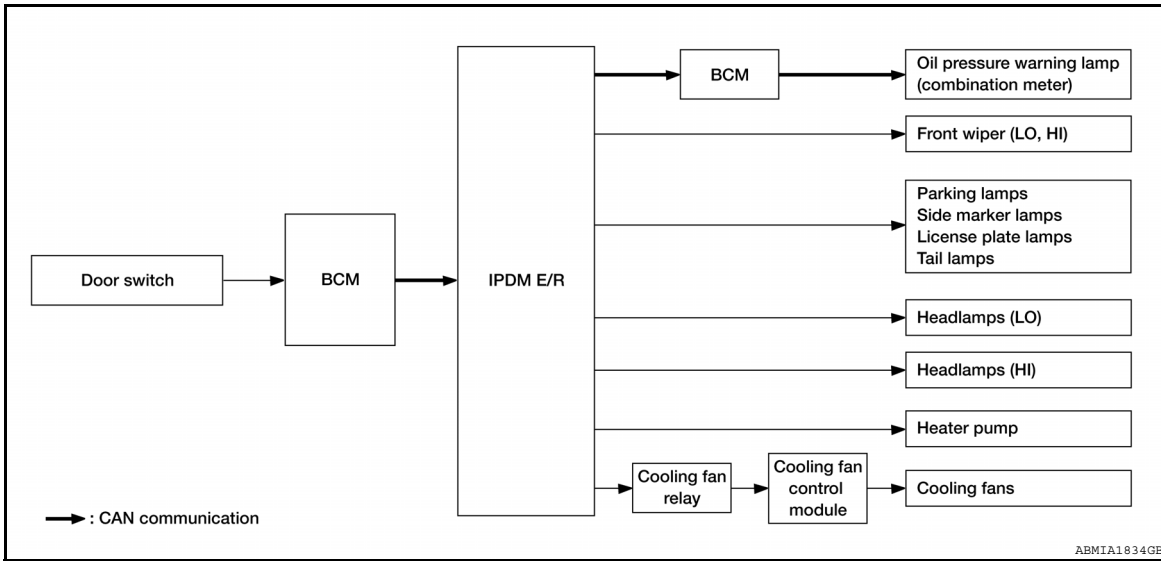 Door switch
BCM
IPDM E/R
BCM
Oil pressure warning lamp
(combination meter)
Front wiper (LO, HI)
Parking lamps
Side marker lamps
License plate lamps
Tail lamps
Headlamps (LO)
Headlamps (HI)
Heater pump
Cooling fan
relay
Cooling fan
control
module
Cooling fans
: CAN communication
ABMIA1834GB